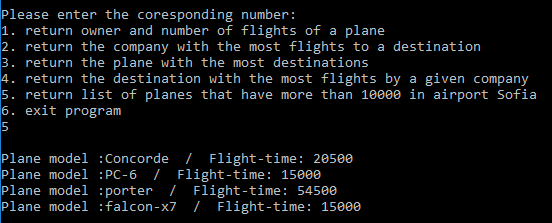 Please enter the coresponding number:
1. return owner and number of flights of a plane
2. return the company with the most flights to a destination
3. return the plane with the most destinations
4. return the destination with the most flights by a given company
5. return list of planes that have more than 10000 in airport Sofia
6. exit program
5
Plane model :Concorde  /  Flight-time: 20500
Plane model :PC-6  /  Flight-time: 15000
Plane model :porter  /  Flight-time: 54500
Plane model :falcon-x7  /  Flight-time: 15000